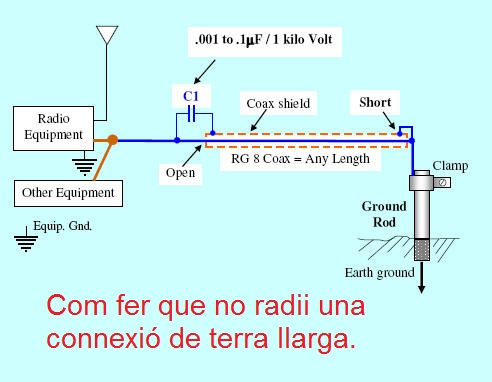 .001 to .1µF / 1 kilo Volt
C1
Coax shield
Short
Radio
Equipment
Open
RG 8 Coax = Any Length
Clamp
Other Equipment
Ground
Rod
Equip. Gnd.
Earth ground
Com fer que no radii una
connexió de terra llarga.